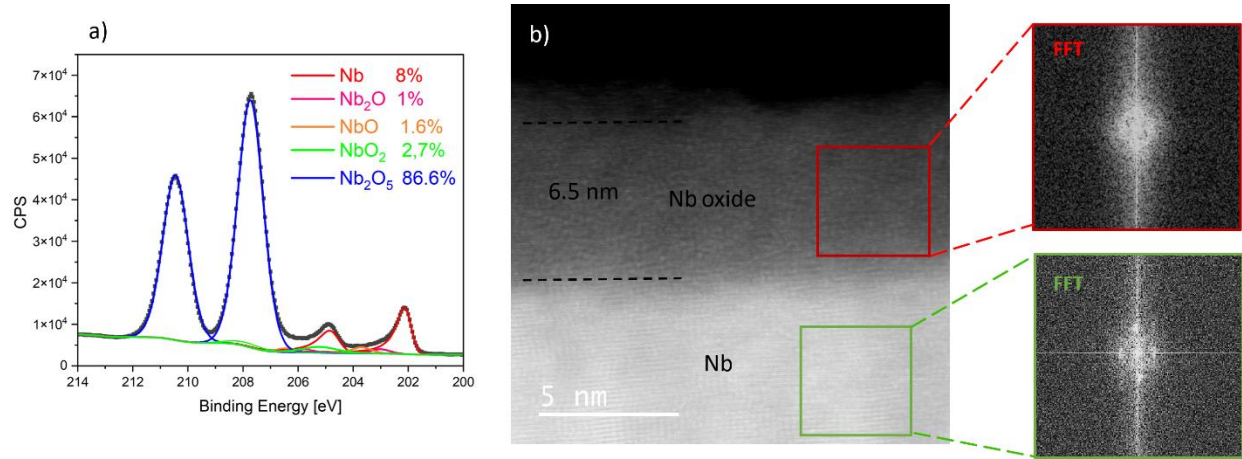 a)
7×10⁴
6×10⁴
5×10⁴
4×10⁴
3×10⁴
2×10⁴
1×10⁴
0
CPS
Nb 8%
Nb₂O 1%
NbO 1.6%
NbO₂ 2,7%
Nb₂O₅ 86.6%
214 212 210 208 206 204 202 200
Binding Energy [eV]
b)
6.5 nm
Nb oxide
Nb
5 nm
FFT
FFT